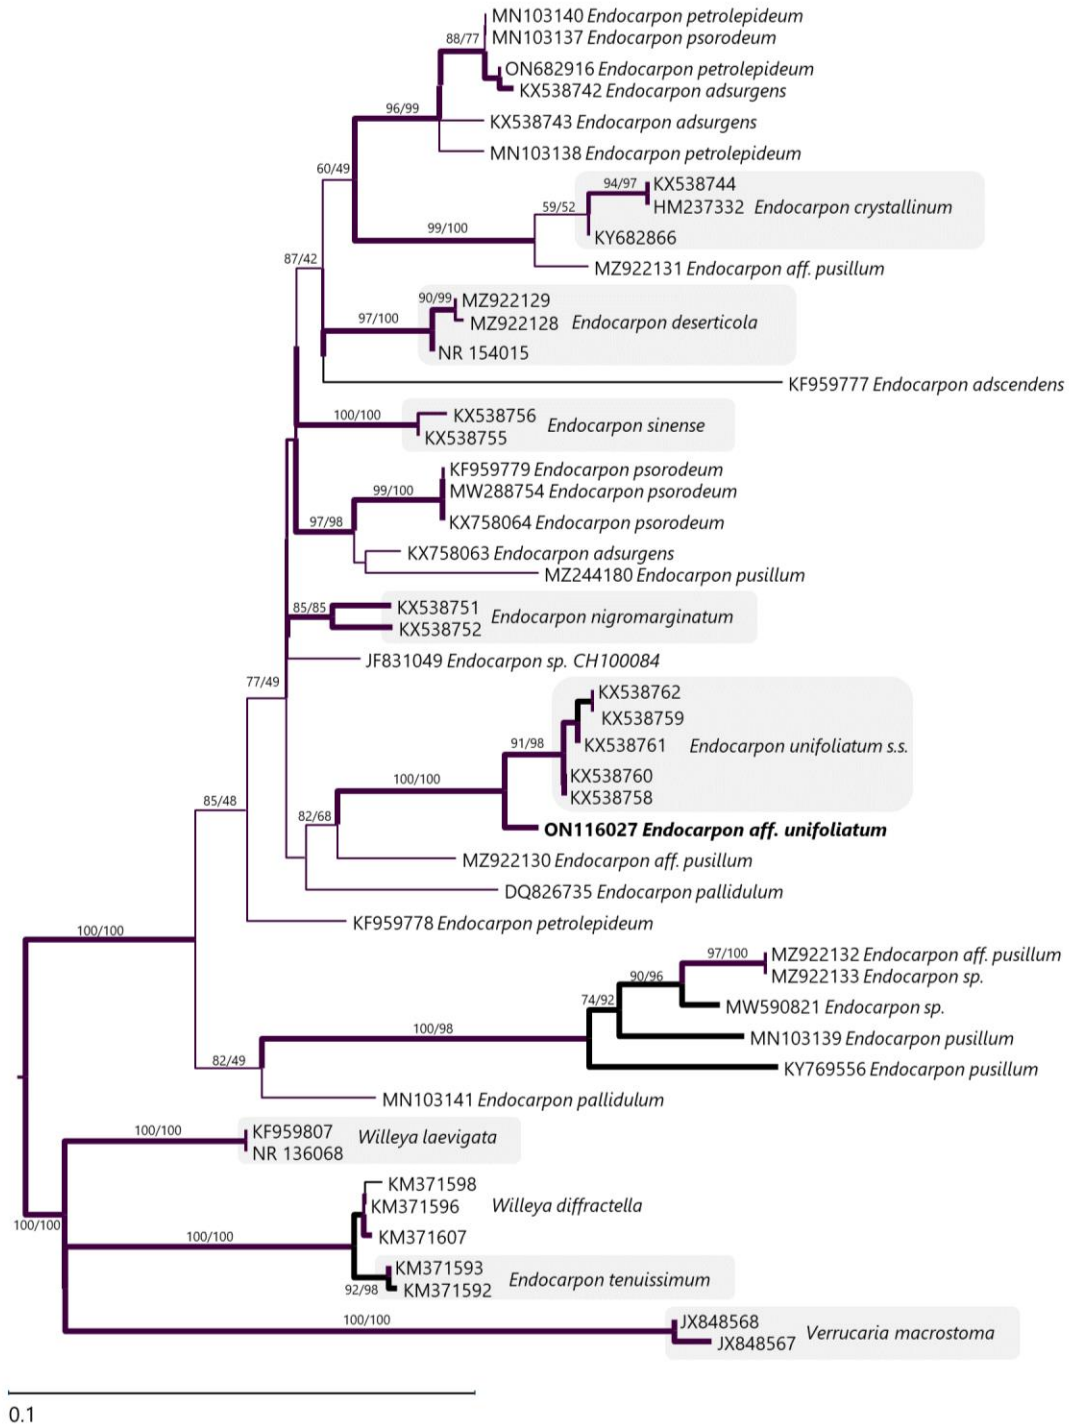 MN103140 Endocarpon petrolepideum
88/77
MN103137 Endocarpon psorodeum
ON682916 Endocarpon petrolepideum
KX538742 Endocarpon adsurgens
96/99
KX538743 Endocarpon adsurgens
MN103138 Endocarpon petrolepideum
60/49
94/97
KX538744
HM237332 Endocarpon crystallinum
59/52
99/100
KY682866
87/42
MZ922131 Endocarpon aff. pusillum
90/99
MZ922129
97/100
MZ922128 Endocarpon deserticola
NR 154015
KF959777 Endocarpon adscendens
100/100
KX538756
Endocarpon sinense
KX538755
KF959779 Endocarpon psorodeum
99/100
MW288754 Endocarpon psorodeum
97/98
KX758064 Endocarpon psorodeum
KX758063 Endocarpon adsurgens
MZ244180 Endocarpon pusillum
85/85
KX538751
Endocarpon nigromarginatum
KX538752
JF831049 Endocarpon sp. CH100084
77/49
KX538762
KX538759
91/98
KX538761 Endocarpon unifoliatum s.s.
100/100
KX538760
KX538758
85/48
82/68
ON116027 Endocarpon aff. unifoliatum
MZ922130 Endocarpon aff. pusillum
DQ826735 Endocarpon pallidulum
KF959778 Endocarpon petrolepideum
100/100
97/100
MZ922132 Endocarpon aff. pusillum
90/96
MZ922133 Endocarpon sp.
74/92
MW590821 Endocarpon sp.
100/98
MN103139 Endocarpon pusillum
82/49
KY769556 Endocarpon pusillum
MN103141 Endocarpon pallidulum
100/100
KF959807
Willeya laevigata
NR 136068
KM371598
KM371596 Willeya diffractella
100/100
100/100
KM371607
KM371593
Endocarpon tenuissimum
92/98
KM371592
100/100
JX848568
Verrucaria macrostoma
JX848567
0.1